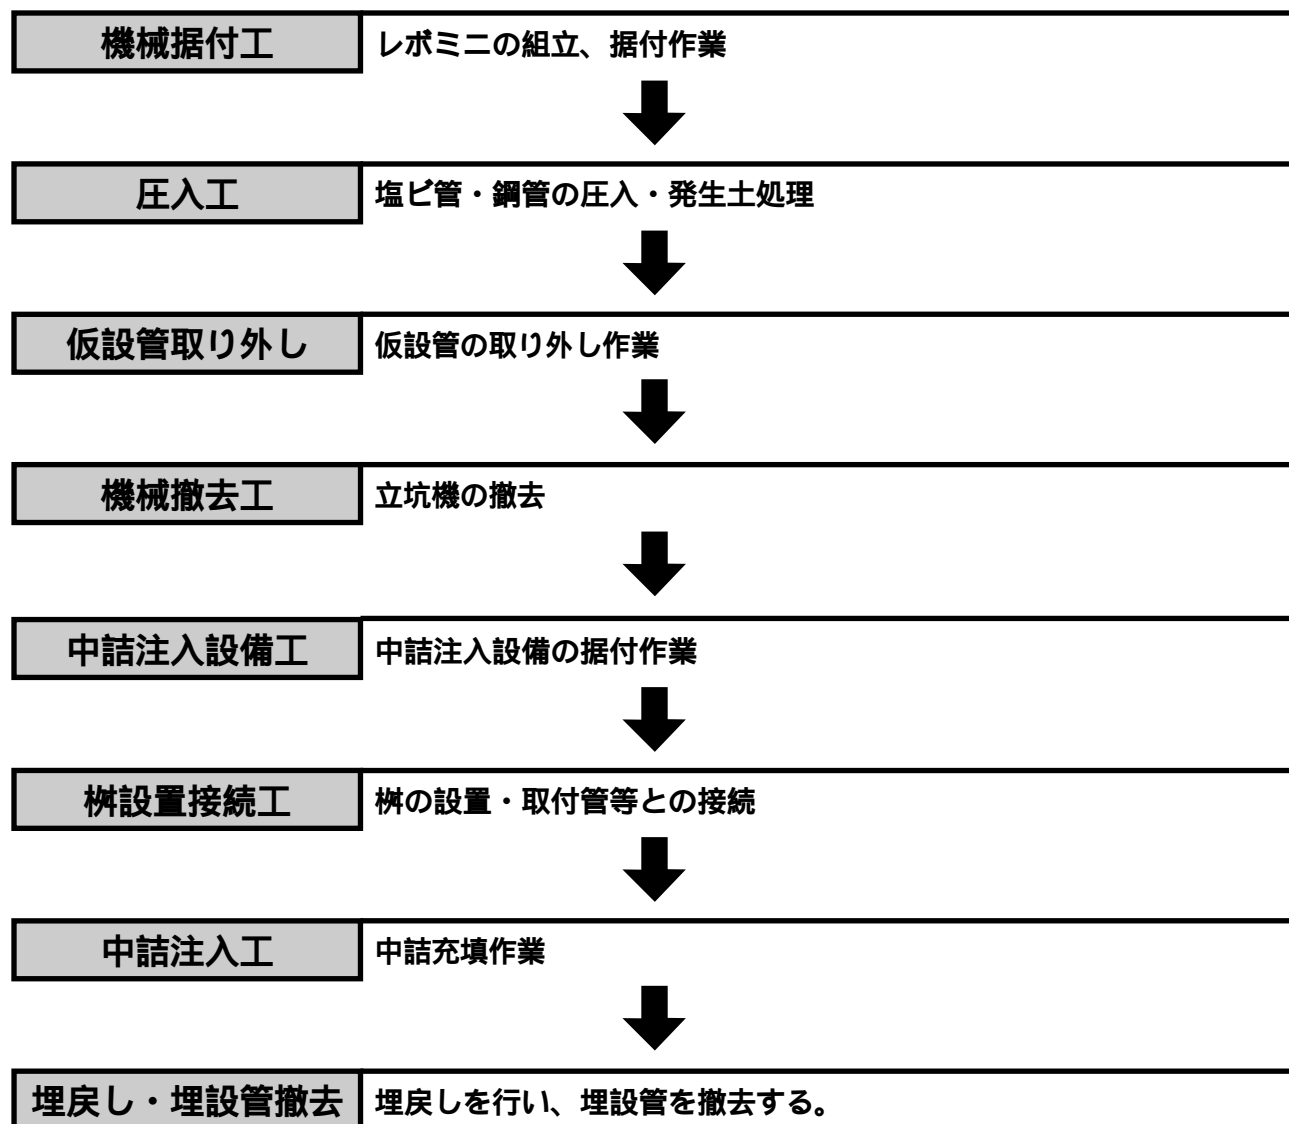 機械据付工
レボミニの組立、据付作業
圧入工
塩ビ管・鋼管の圧入・発生土処理
仮設管取り外し
仮設管の取り外し作業
機械撤去工
立坑機の撤去
中詰注入設備工
中詰注入設備の据付作業
桝設置接続工
桝の設置・取付管等との接続
中詰注入工
中詰充填作業
埋戻し・埋設管撤去
埋戻しを行い、埋設管を撤去する。